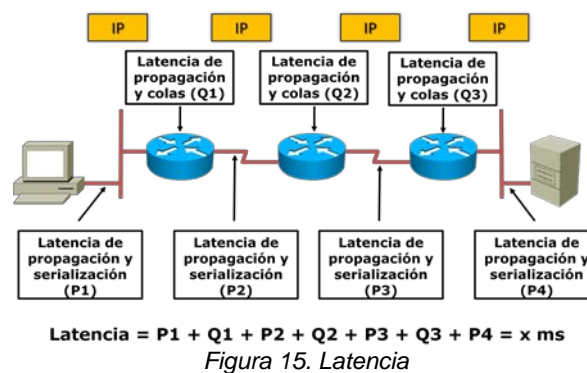 IP
IP
IP
IP
Latencia de
propagación
y colas (Q1)
Latencia de
propagación
y colas (Q2)
Latencia de
propagación
y colas (Q3)
Latencia de
propagación y
serialización
(P1)
Latencia de
propagación y
serialización
(P2)
Latencia de
propagación y
serialización
(P3)
Latencia de
propagación y
serialización
(P4)
Latencia = P1 + Q1 + P2 + Q2 + P3 + Q3 + P4 = x ms
Figura 15. Latencia